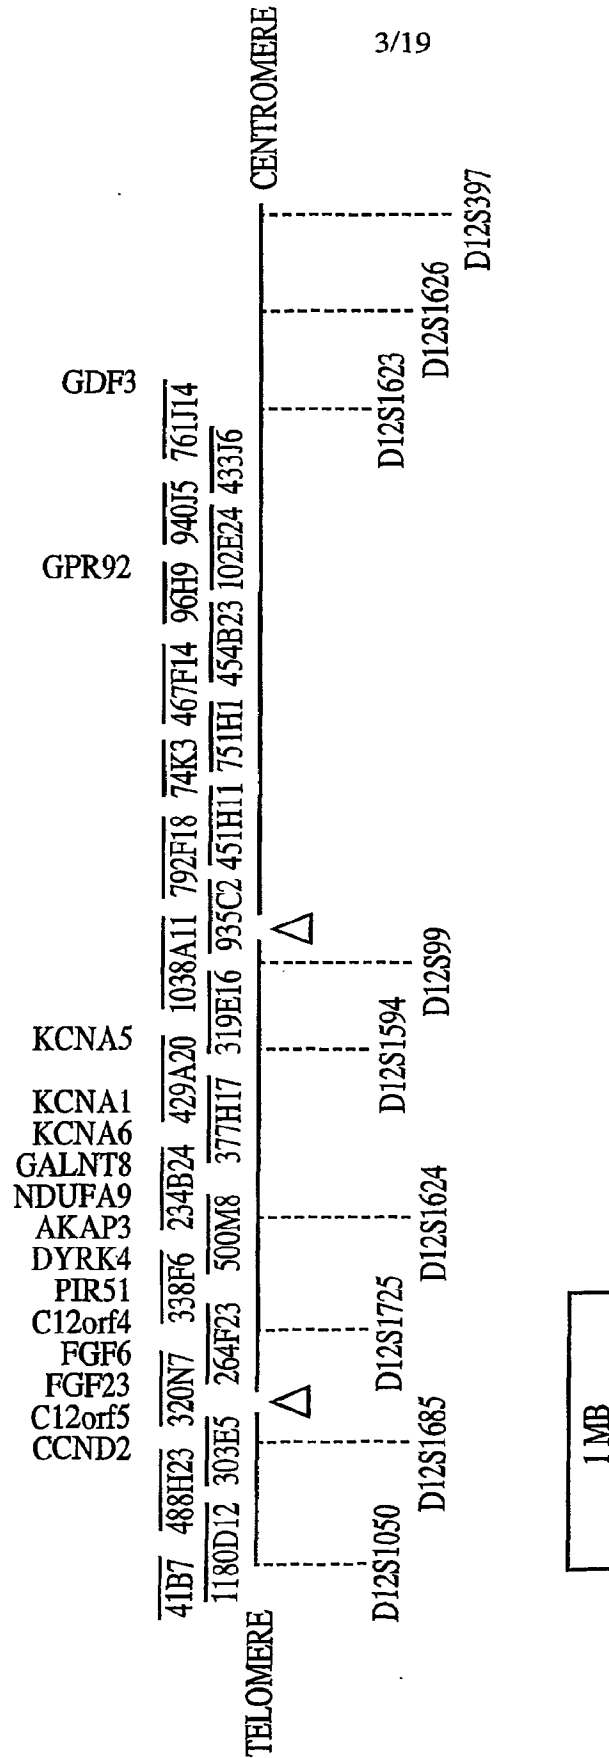 3/19
CCND2
C12orf5
FGF23
FGF6
C12orf4
PIR51
DYRK4
AKAP3
NDUFA9
GALNT8
KCNA6
KCNA1
KCNA5
GPR92
GDF3
41B7 488H23 320N7 338F6 234B24 429A20 1038A11 792F18 74K3 467F14 96H9 940J5 761J14
1180D12 303E5 264F23 500M8 377H17 319E16 935C2 451H11 751H1 454B23 102E24 433J6
TELOMERE CENTROMERE
D12S1050
D12S1685
D12S1725
D12S1624
D12S1594
D12S99
D12S1623
D12S1626
D12S397
1 MB